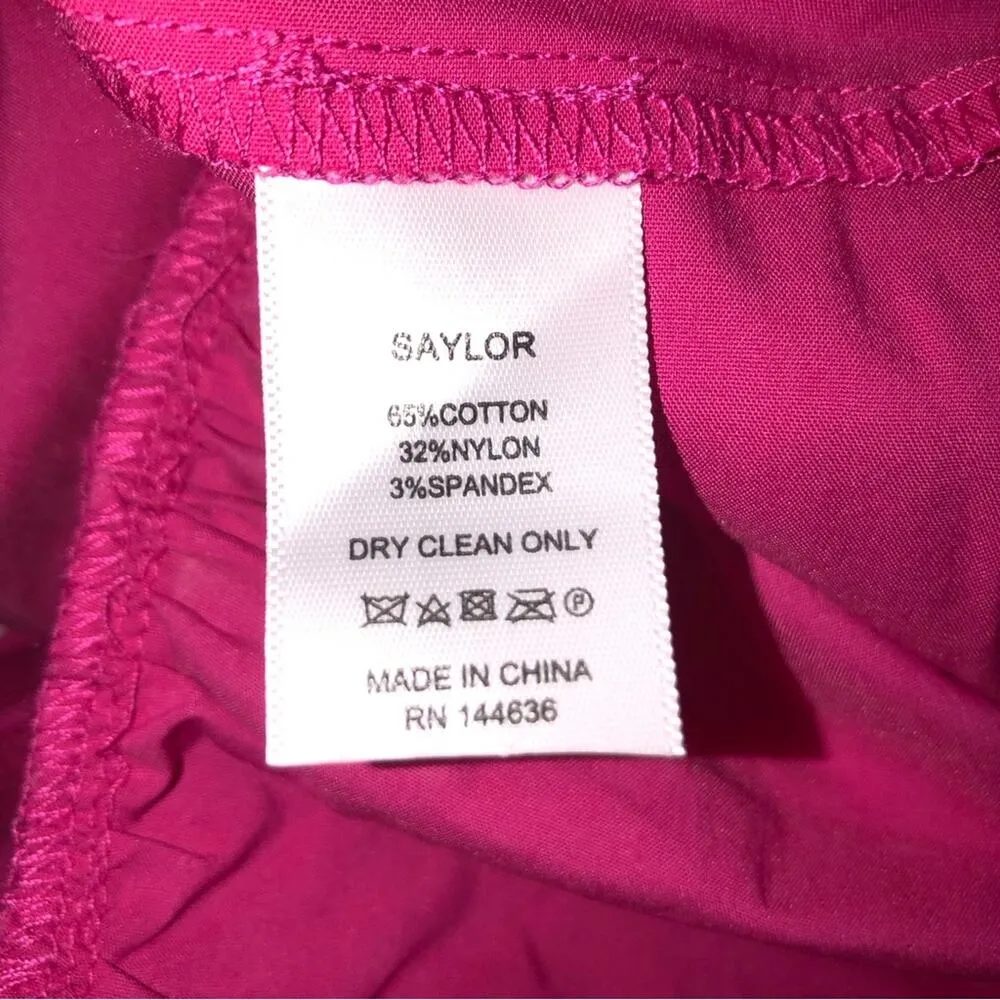 SAYLOR
65%COTTON
32%NYLON
3%SPANDEX
DRY CLEAN ONLY
P
MADE IN CHINA
RN 144636